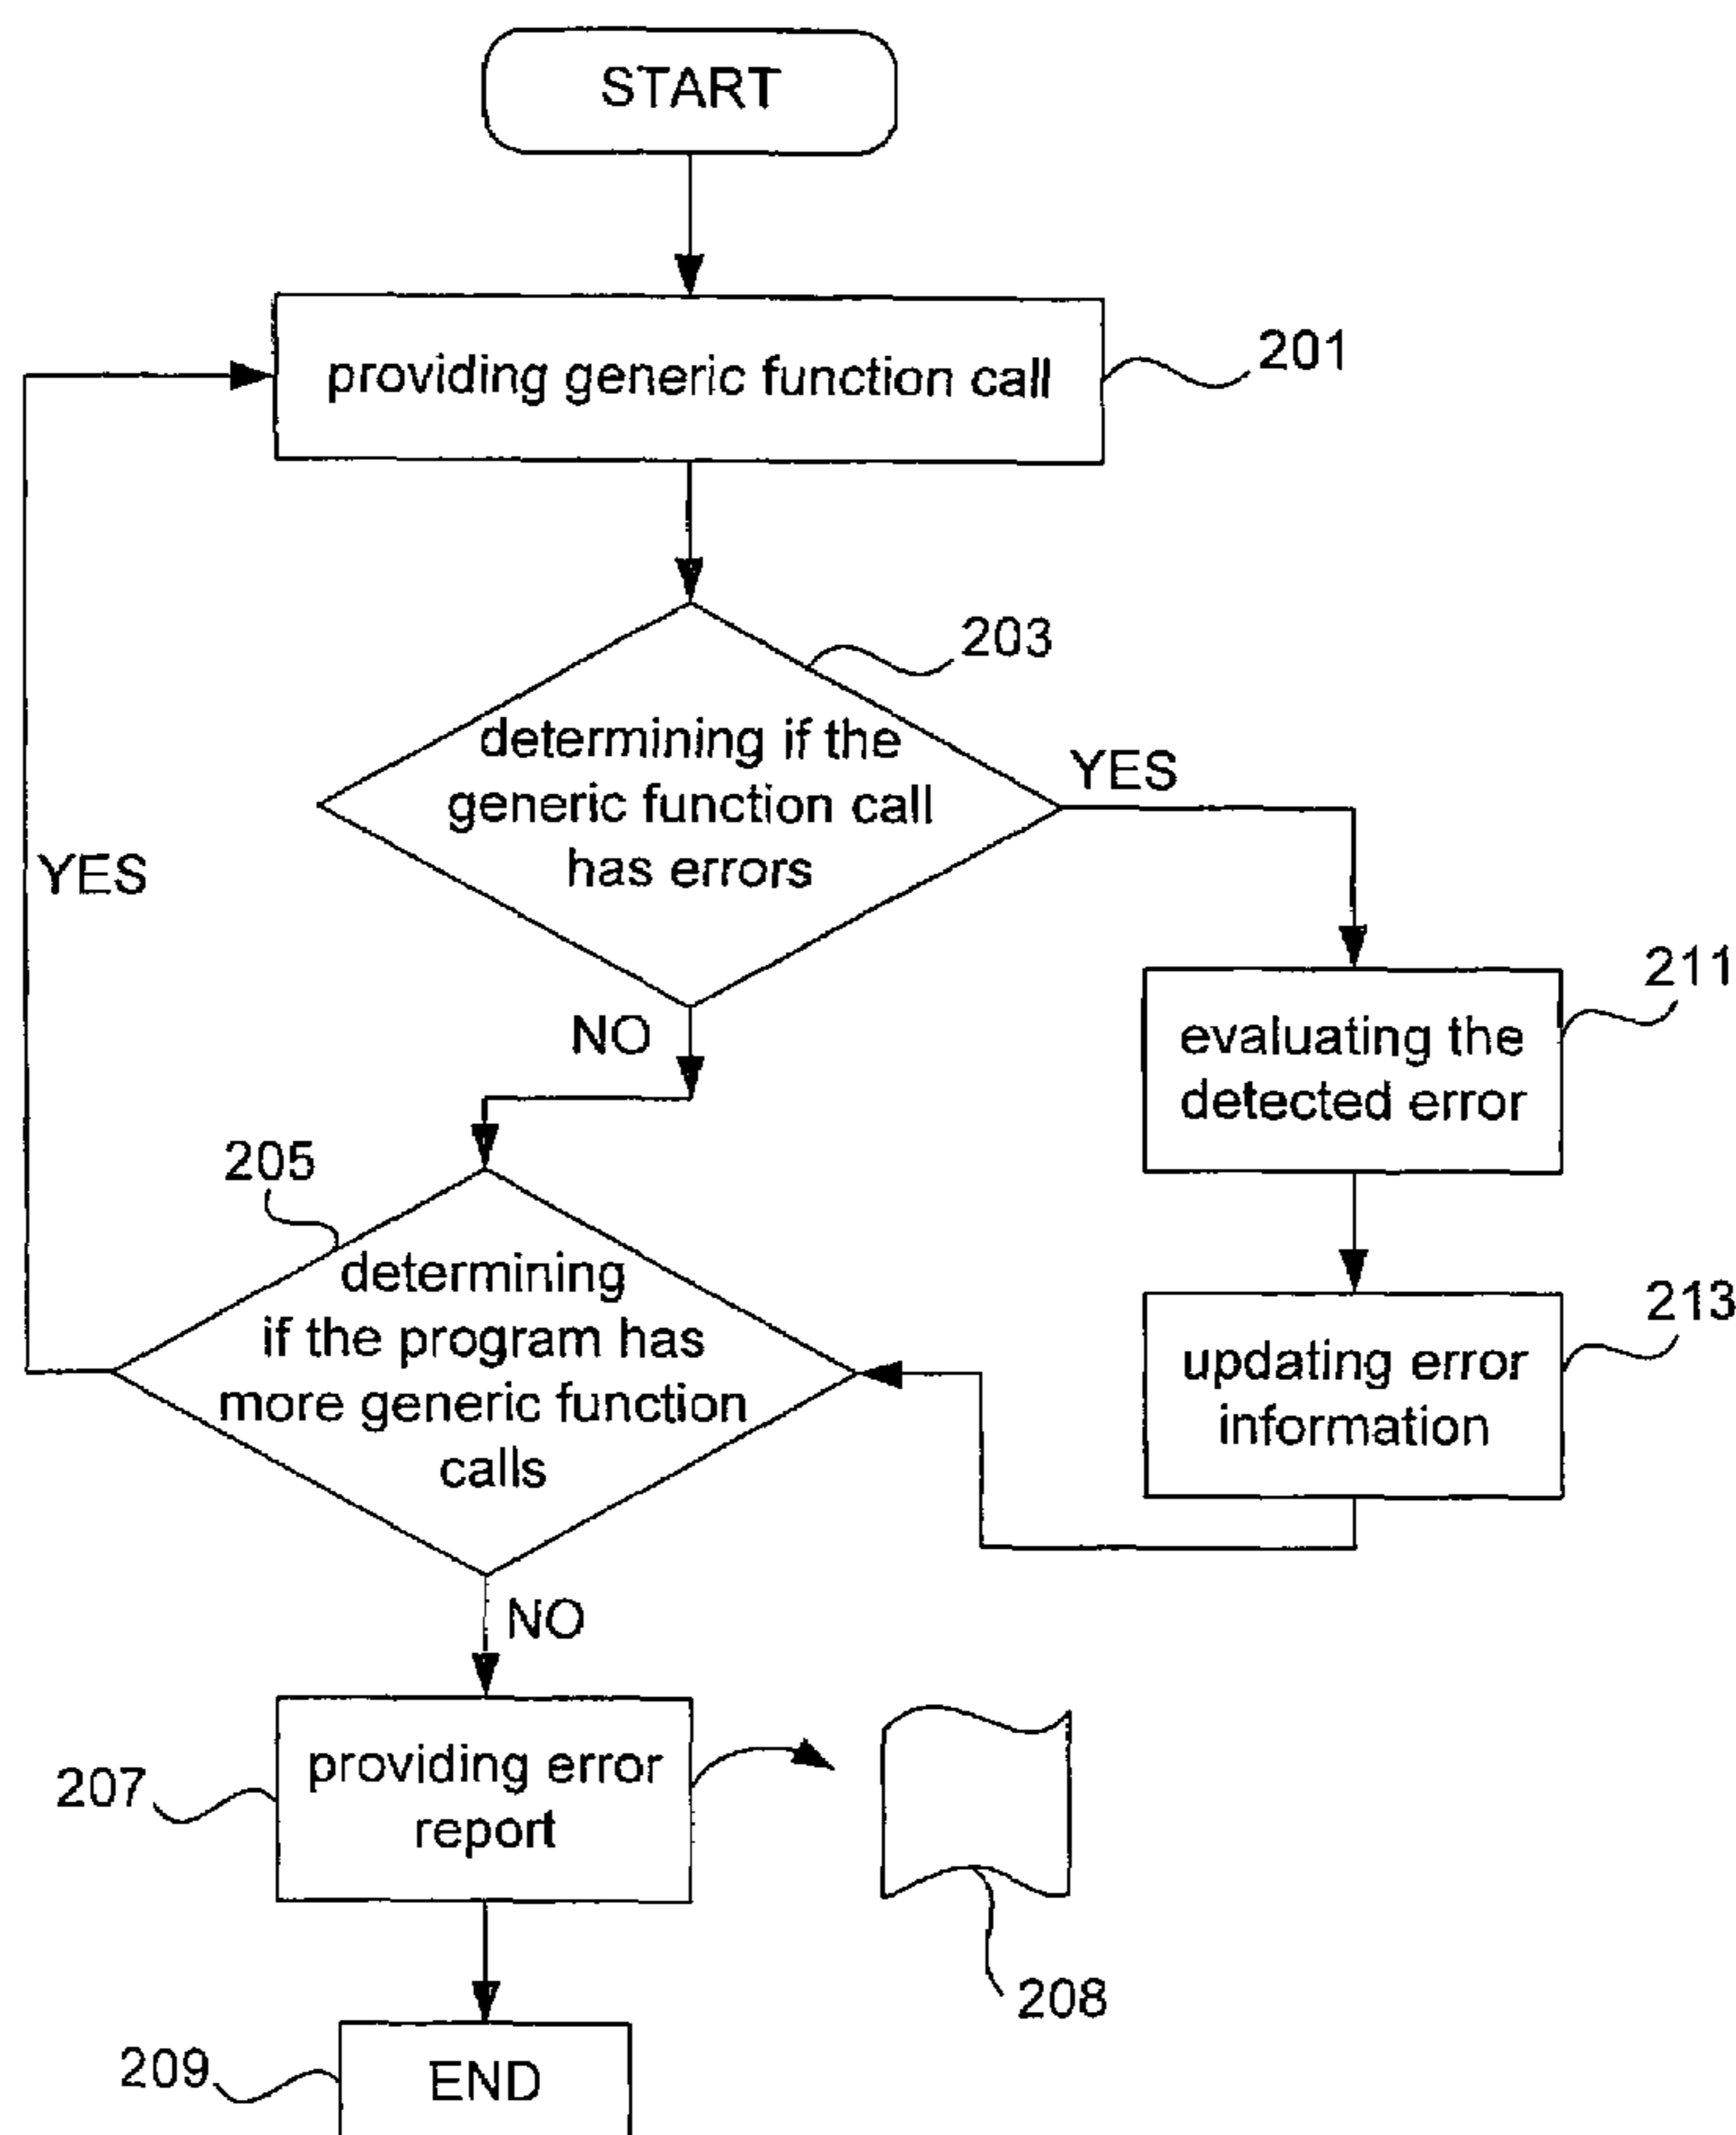 START
providing generic function call
201
203
determining if the
generic function call
has errors
YES
YES
211
evaluating the
detected error
NO
205
determining
if the program has
more generic function
calls
213
updating error
information
NO
providing error
report
207
208
209
END